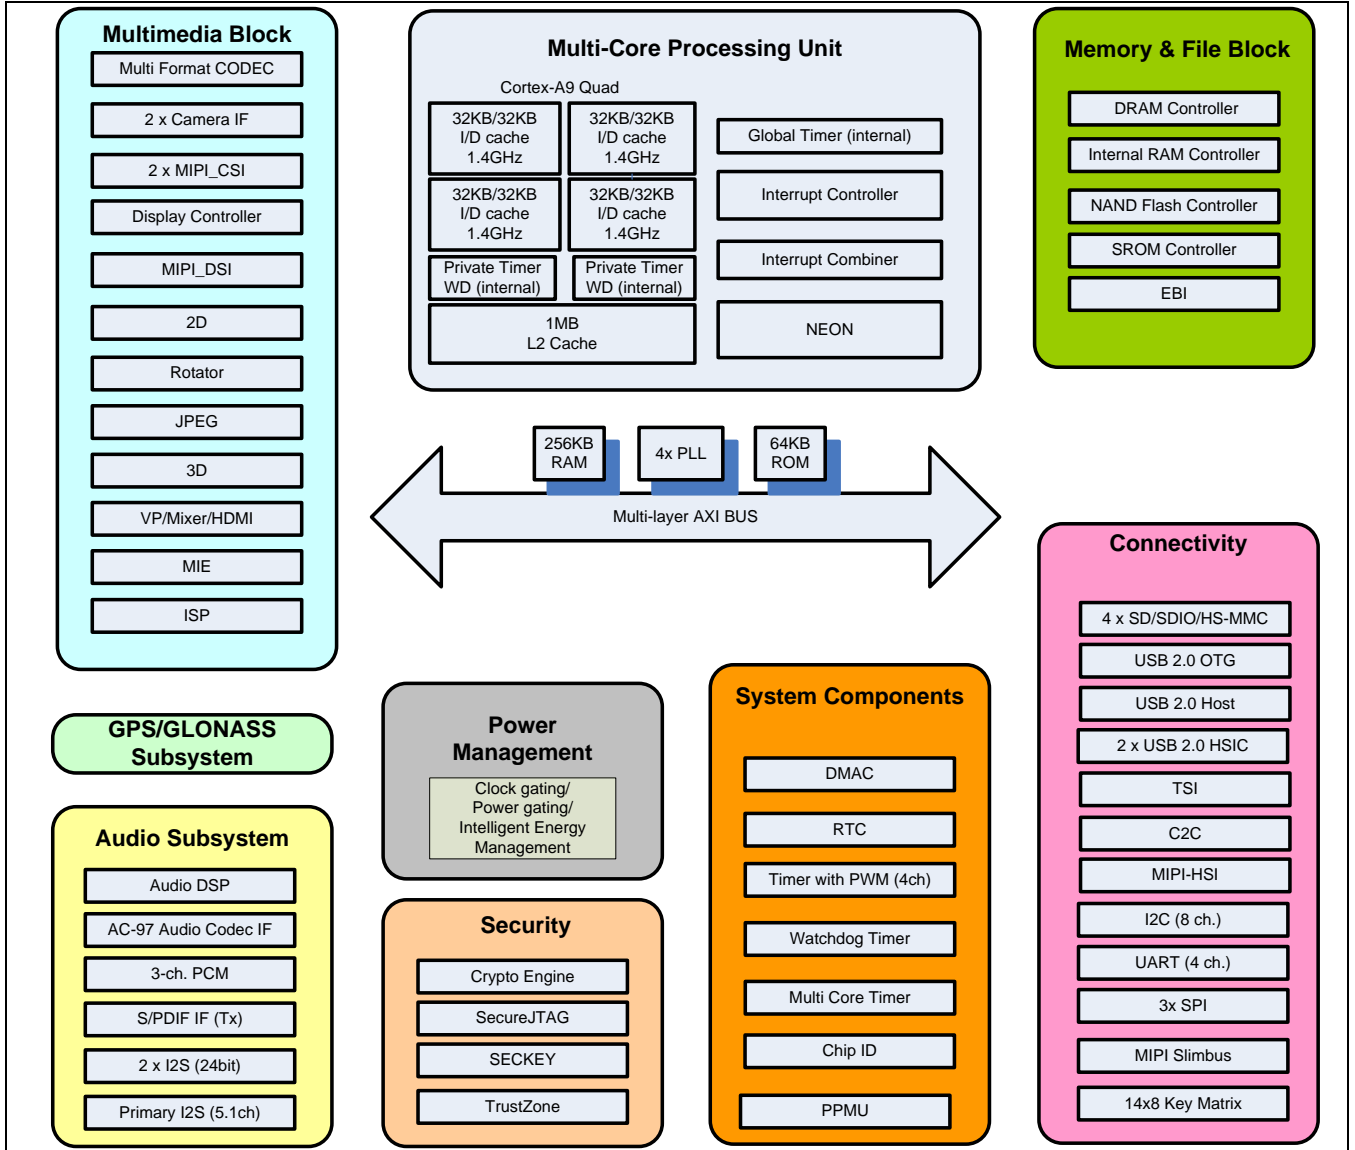 Multimedia Block
Multi Format CODEC
2 x Camera IF
2 x MIPI_CSI
Display Controller
MIPI_DSI
2D
Rotator
JPEG
3D
VP/Mixer/HDMI
MIE
ISP
Multi-Core Processing Unit
Cortex-A9 Quad
32KB/32KB
I/D cache
1.4GHz
32KB/32KB
I/D cache
1.4GHz
32KB/32KB
I/D cache
1.4GHz
32KB/32KB
I/D cache
1.4GHz
Private Timer
WD (internal)
Private Timer
WD (internal)
1MB
L2 Cache
Global Timer (internal)
Interrupt Controller
Interrupt Combiner
NEON
Memory & File Block
DRAM Controller
Internal RAM Controller
NAND Flash Controller
SROM Controller
EBI
256KB
RAM
4x PLL
64KB
ROM
Multi-layer AXI BUS
GPS/GLONASS
Subsystem
Audio Subsystem
Audio DSP
AC-97 Audio Codec IF
3-ch. PCM
S/PDIF IF (Tx)
2 x I2S (24bit)
Primary I2S (5.1ch)
Power
Management
Clock gating/
Power gating/
Intelligent Energy
Management
Security
Crypto Engine
SecureJTAG
SECKEY
TrustZone
System Components
DMAC
RTC
Timer with PWM (4ch)
Watchdog Timer
Multi Core Timer
Chip ID
PPMU
Connectivity
4 x SD/SDIO/HS-MMC
USB 2.0 OTG
USB 2.0 Host
2 x USB 2.0 HSIC
TSI
C2C
MIPI-HSI
I2C (8 ch.)
UART (4 ch.)
3x SPI
MIPI Slimbus
14x8 Key Matrix